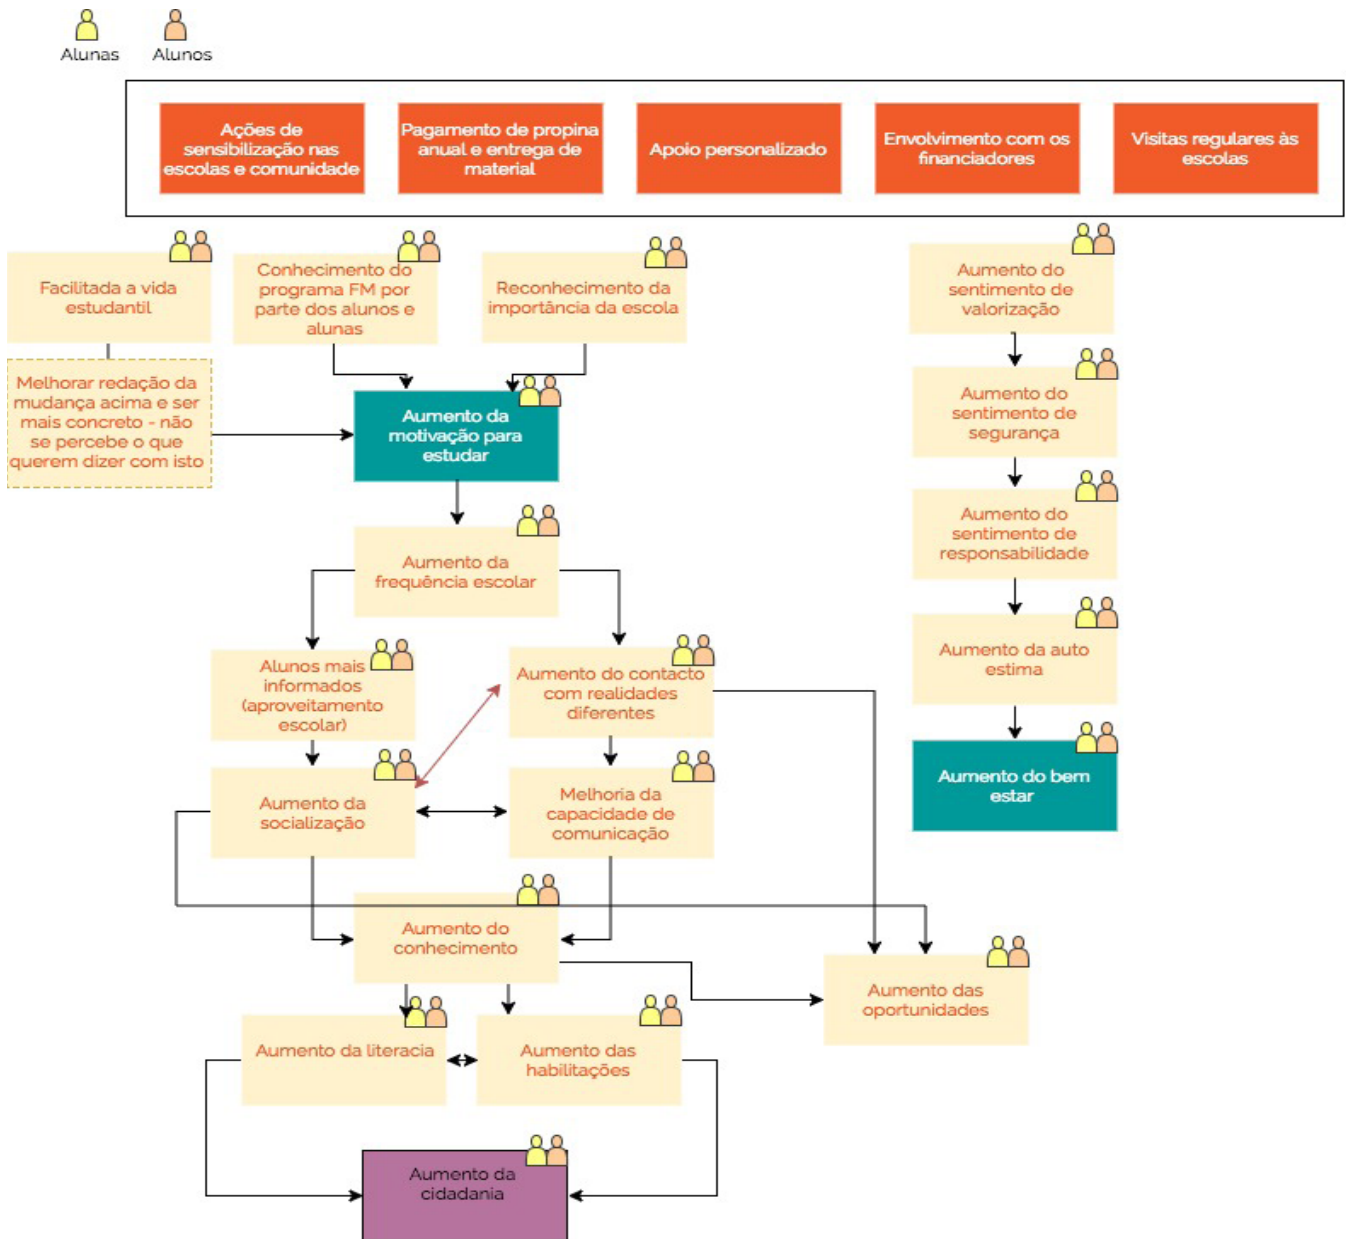 Alunas
Alunos
Ações de
sensibilização nas
escolas e comunidade
Pagamento de propina
anual e entrega de
material
Apoio personalizado
Envolvimento com os
financiadores
Visitas regulares às
escolas
Facilitada a vida
estudantil
Conhecimento do
programa FM por
parte dos alunos e
alunas
Reconhecimento da
importância da escola
Aumento do
sentimento de
valorização
Melhorar redação da
mudança acima e ser
mais concreto - não
se percebe o que
querem dizer com isto
Aumento da
motivação para
estudar
Aumento do
sentimento de
segurança
Aumento da
frequência escolar
Aumento do
sentimento de
responsabilidade
Alunos mais
informados
(aproveitamento
escolar)
Aumento do contacto
com realidades
diferentes
Aumento da auto
estima
Aumento da
socialização
Melhoria da
capacidade de
comunicação
Aumento do bem
estar
Aumento do
conhecimento
Aumento das
oportunidades
Aumento da literacia
Aumento das
habilitações
Aumento da
cidadania